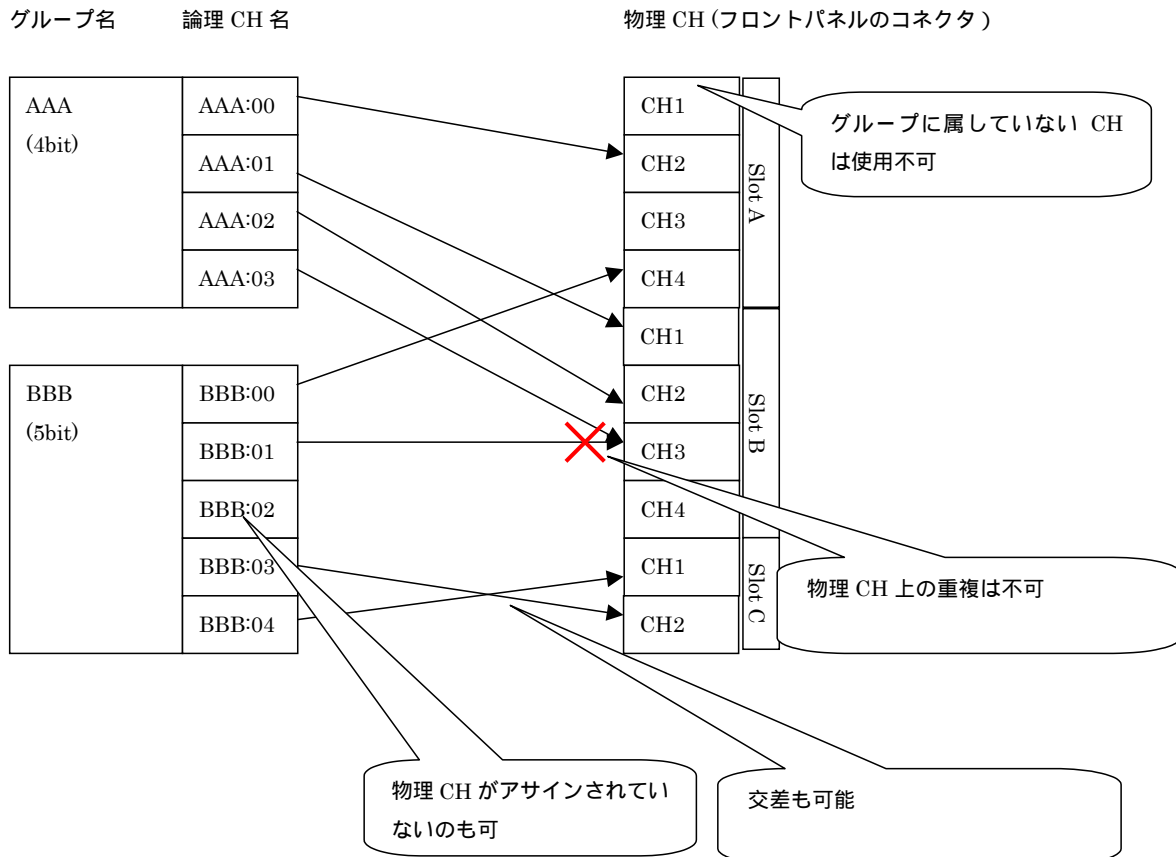 グループ名 論理 CH 名 物理 CH (フロントパネルのコネクタ )
AAA
(4bit)
AAA:00
AAA:01
AAA:02
AAA:03
BBB
(5bit)
BBB:00
BBB:01
BBB:02
BBB:03
BBB:04
CH1
CH2
CH3
CH4
Slot A
CH1
CH2
CH3
CH4
Slot B
CH1
CH2
Slot C
グループに属していない CH
は使用不可
物理 CH 上の重複は不可
物理 CH がアサインされてい
ないのも可
交差も可能